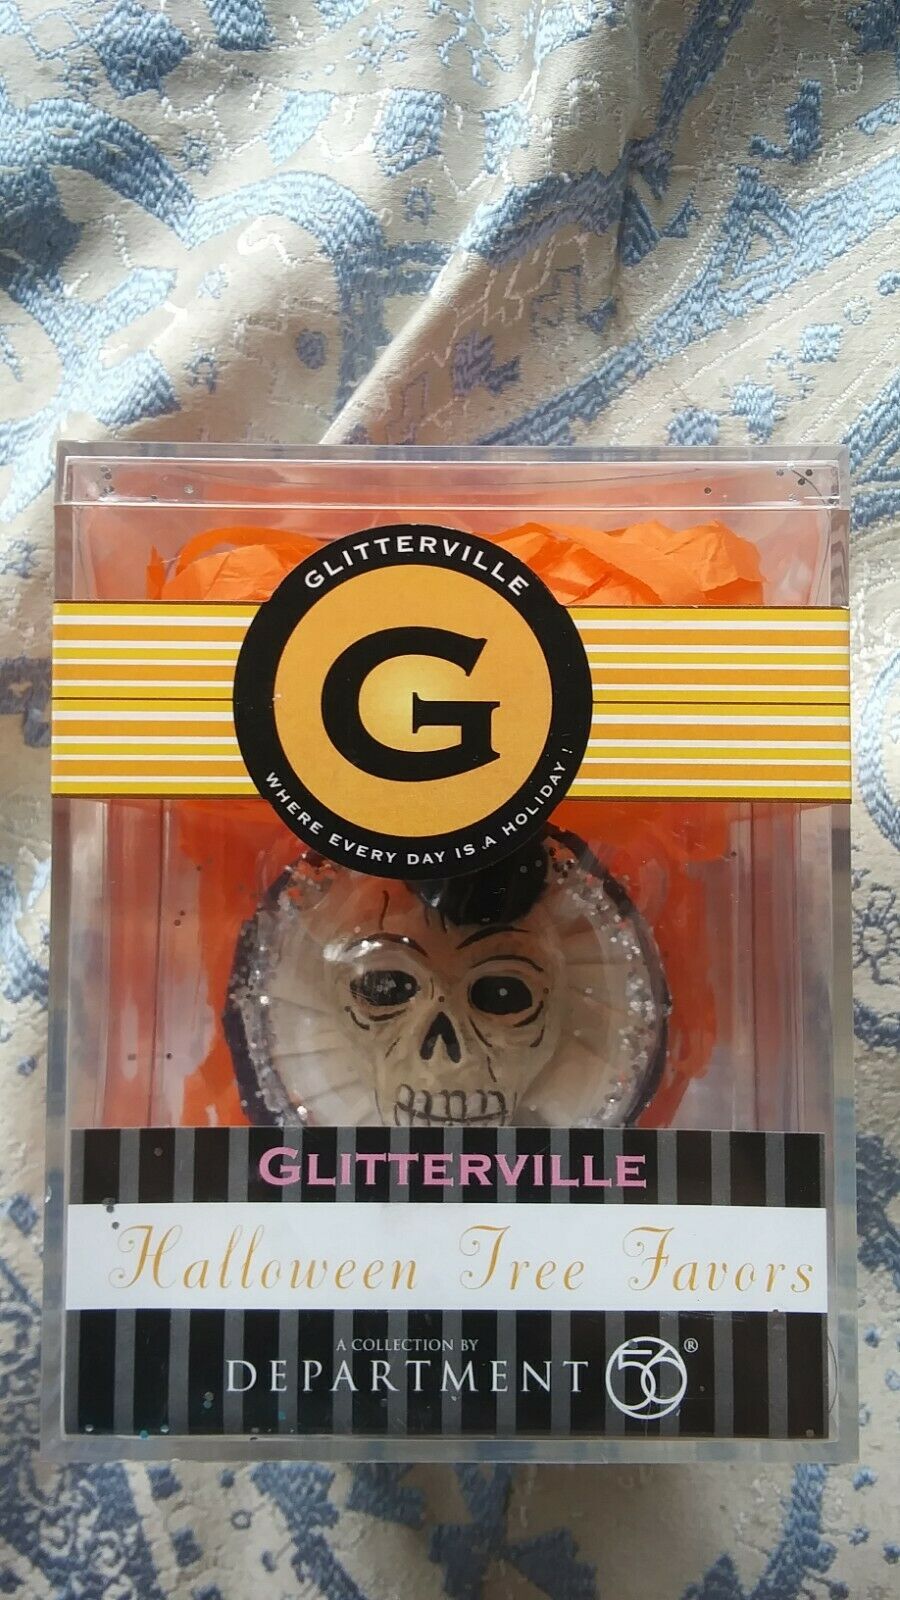 GLITTERVILLE
G
WHERE EVERY DAY IS A HOLIDAY!
GLITTERVILLE
Halloween Tree Favors
A COLLECTION BY
DEPARTMENT 56®